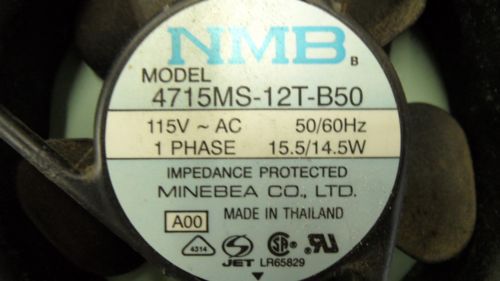 NMB B
MODEL
4715MS-12T-B50
115V ~ AC 50/60Hz
1 PHASE 15.5/14.5W
IMPEDANCE PROTECTED
MINEBEA CO., LTD.
A00 MADE IN THAILAND
4314 JET LR65829